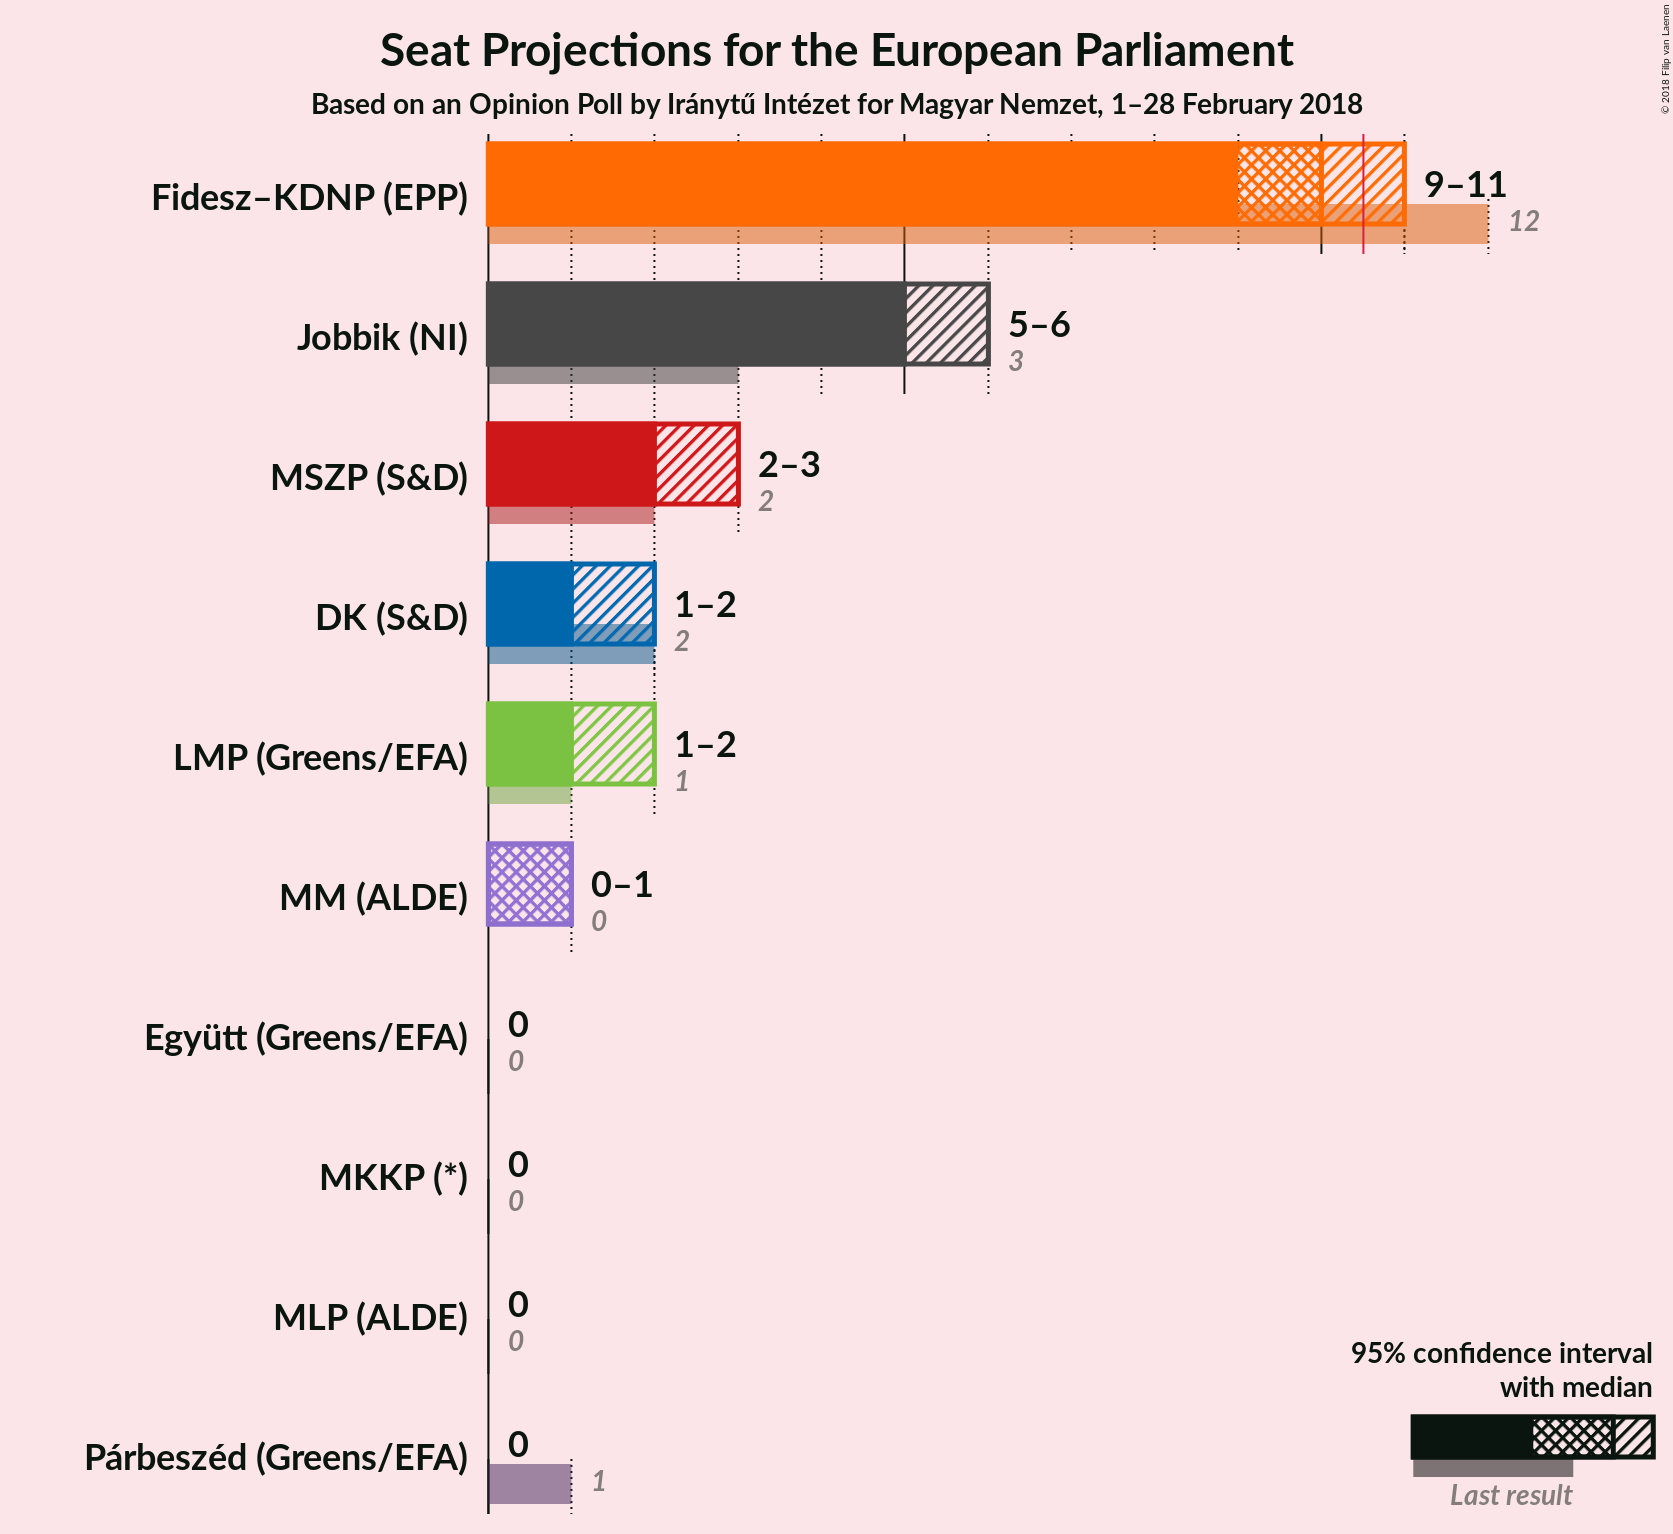 Seat Projections for the European Parliament
Based on an Opinion Poll by Iránytű Intézet for Magyar Nemzet, 1–28 February 2018
© 2018 Filip van Laenen
Fidesz–KDNP (EPP)
9–11
12
Jobbik (NI)
5–6
3
MSZP (S&D)
2–3
2
DK (S&D)
1–2
2
LMP (Greens/EFA)
1–2
1
MM (ALDE)
0–1
0
Együtt (Greens/EFA)
0
0
MKKP (*)
0
0
MLP (ALDE)
0
0
Párbeszéd (Greens/EFA)
0
1
95% confidence interval
with median
Last result